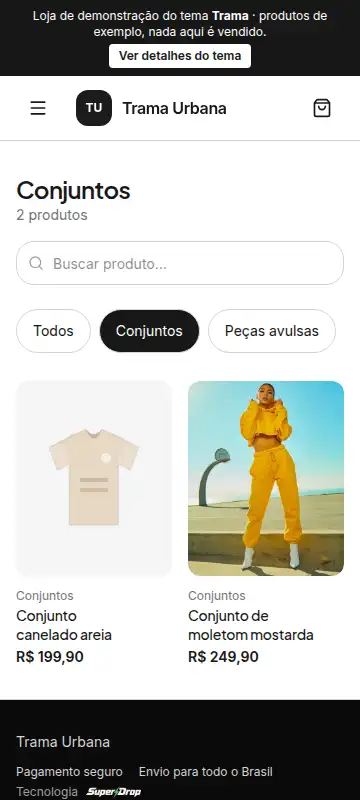 Loja de demonstração do tema Trama · produtos de
exemplo, nada aqui é vendido.
Ver detalhes do tema
TU
Trama Urbana
Conjuntos
2 produtos
Buscar produto...
Todos
Conjuntos
Peças avulsas
Conjuntos
Conjunto
canelado areia
R$ 199,90
Conjuntos
Conjunto de
moletom mostarda
R$ 249,90
Trama Urbana
Pagamento seguro
Envio para todo o Brasil
Tecnologia SuperDrop